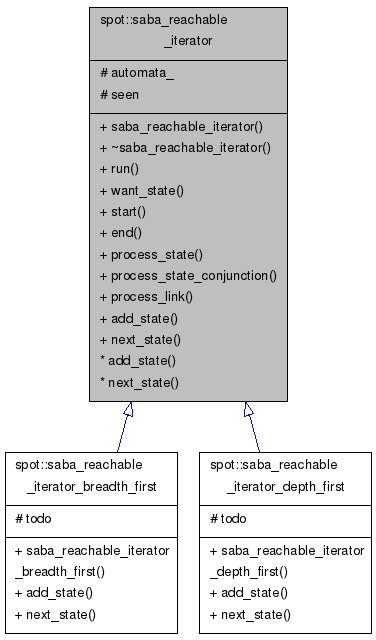 spot::saba_reachable
_iterator
# automata_
# seen
+ saba_reachable_iterator()
+ ~saba_reachable_iterator()
+ run()
+ want_state()
+ start()
+ end()
+ process_state()
+ process_state_conjunction()
+ process_link()
+ add_state()
+ next_state()
* add_state()
* next_state()
spot::saba_reachable
_iterator_breadth_first
# todo
+ saba_reachable_iterator
_breadth_first()
+ add_state()
+ next_state()
spot::saba_reachable
_iterator_depth_first
# todo
+ saba_reachable_iterator
_depth_first()
+ add_state()
+ next_state()